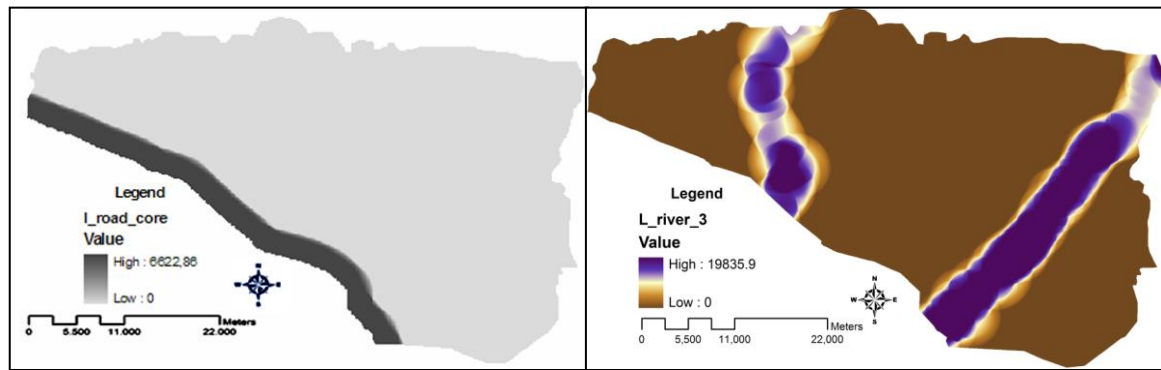 Legend
l_road_core
Value
High : 6622,86
Low : 0
Meters
0 5.500 11.000 22.000
Legend
L_river_3
Value
High : 19835.9
Low : 0
N
W E
S
Meters
0 5,500 11,000 22,000